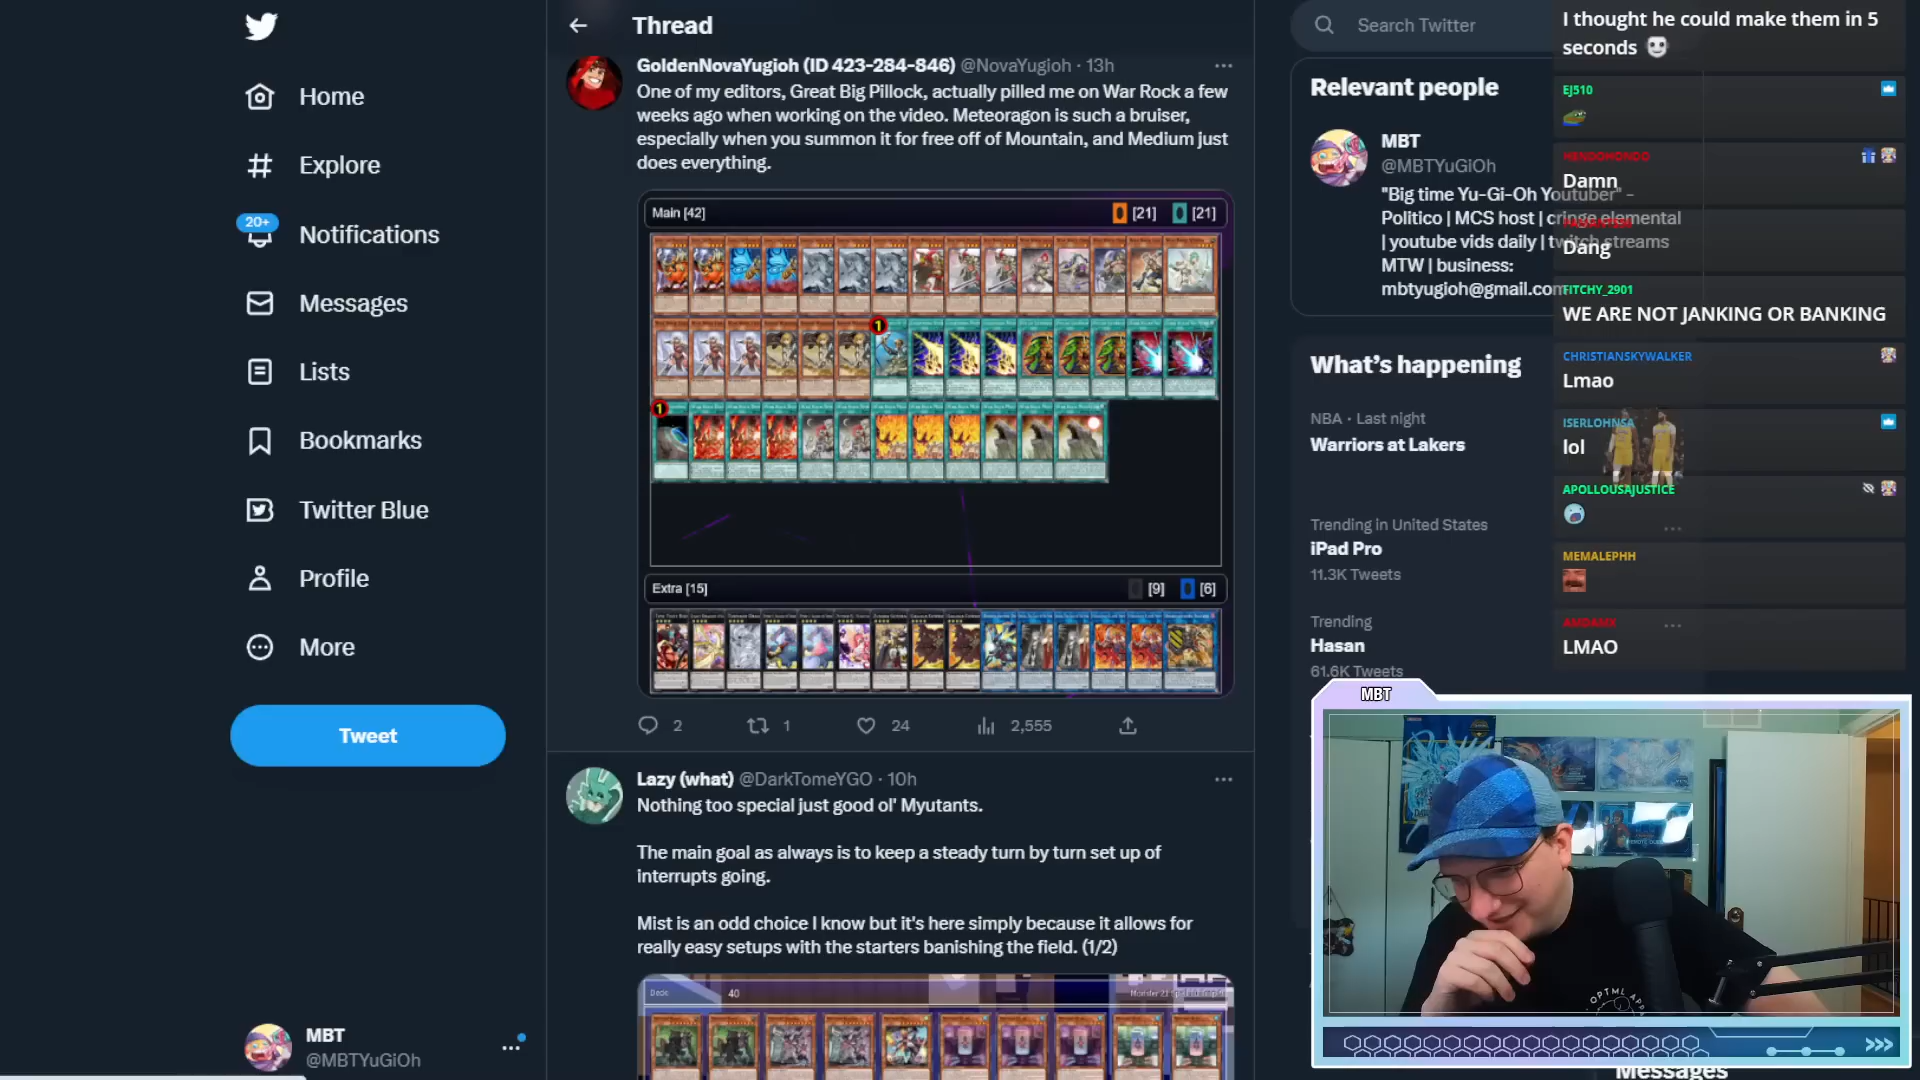 Home
Explore
20+
Notifications
Messages
Lists
Bookmarks
Twitter Blue
Profile
More
Tweet
MBT
@MBTYuGiOh
Thread
GoldenNovaYugioh (ID 423-284-846) @NovaYugioh · 13h
One of my editors, Great Big Pillock, actually pilled me on War Rock a few
weeks ago when working on the video. Meteoragon is such a bruiser,
especially when you summon it for free off of Mountain, and Medium just
does everything.
Main [42]
[21] [21]
1
1
Extra [15]
[9] [6]
2 1 24 2,555
Lazy (what) @DarkTomeYGO · 10h
Nothing too special just good ol' Myutants.
The main goal as always is to keep a steady turn by turn set up of
interrupts going.
Mist is an odd choice I know but it's here simply because it allows for
really easy setups with the starters banishing the field. (1/2)
40
Search Twitter
Relevant people
MBT
@MBTYuGiOh
"Big time Yu-Gi-Oh Youtuber" –
Politico | MCS host | cringe elemental
| youtube vids daily | twitch streams
MTW | business:
mbtyugioh@gmail.com
What's happening
NBA · Last night
Warriors at Lakers
Trending in United States
iPad Pro
11.3K Tweets
Trending
Hasan
61.6K Tweets
I thought he could make them in 5
seconds
EJ510
HENDOHONDO
Damn
Dang
FITCHY_2901
WE ARE NOT JANKING OR BANKING
CHRISTIANSKYWALKER
Lmao
ISERLOHNSA
lol
APOLLOUSAJUSTICE
MEMALEPHH
AMDAMX
LMAO
MBT
Messages